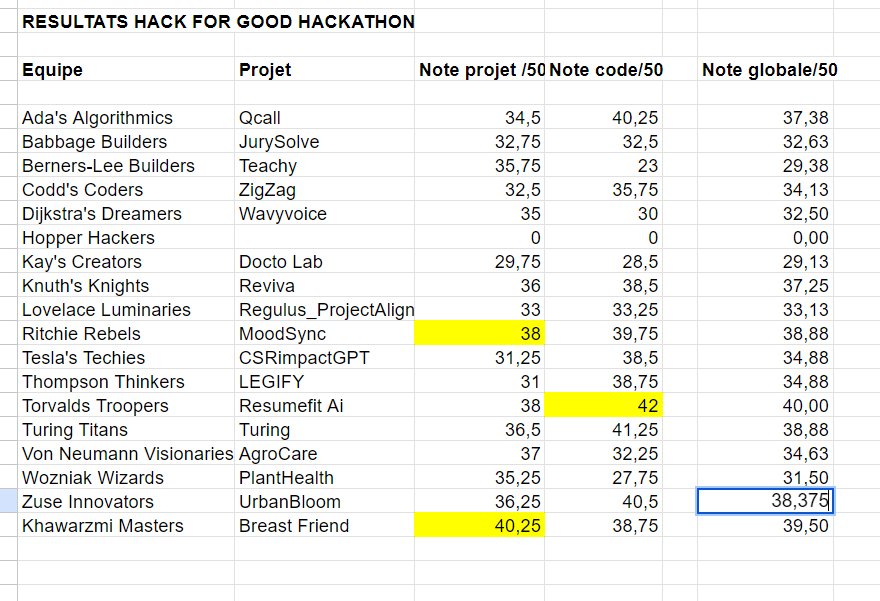 RESULTATS HACK FOR GOOD HACKATHON
Equipe Projet Note projet /50 Note code/50 Note globale/50
Ada's Algorithmics Qcall 34,5 40,25 37,38
Babbage Builders JurySolve 32,75 32,5 32,63
Berners-Lee Builders Teachy 35,75 23 29,38
Codd's Coders ZigZag 32,5 35,75 34,13
Dijkstra's Dreamers Wavyvoice 35 30 32,50
Hopper Hackers 0 0 0,00
Kay's Creators Docto Lab 29,75 28,5 29,13
Knuth's Knights Reviva 36 38,5 37,25
Lovelace Luminaries Regulus_ProjectAlign 33 33,25 33,13
Ritchie Rebels MoodSync 38 39,75 38,88
Tesla's Techies CSRimpactGPT 31,25 38,5 34,88
Thompson Thinkers LEGIFY 31 38,75 34,88
Torvalds Troopers Resumefit Ai 38 42 40,00
Turing Titans Turing 36,5 41,25 38,88
Von Neumann Visionaries AgroCare 37 32,25 34,63
Wozniak Wizards PlantHealth 35,25 27,75 31,50
Zuse Innovators UrbanBloom 36,25 40,5 38,375
Khawarzmi Masters Breast Friend 40,25 38,75 39,50